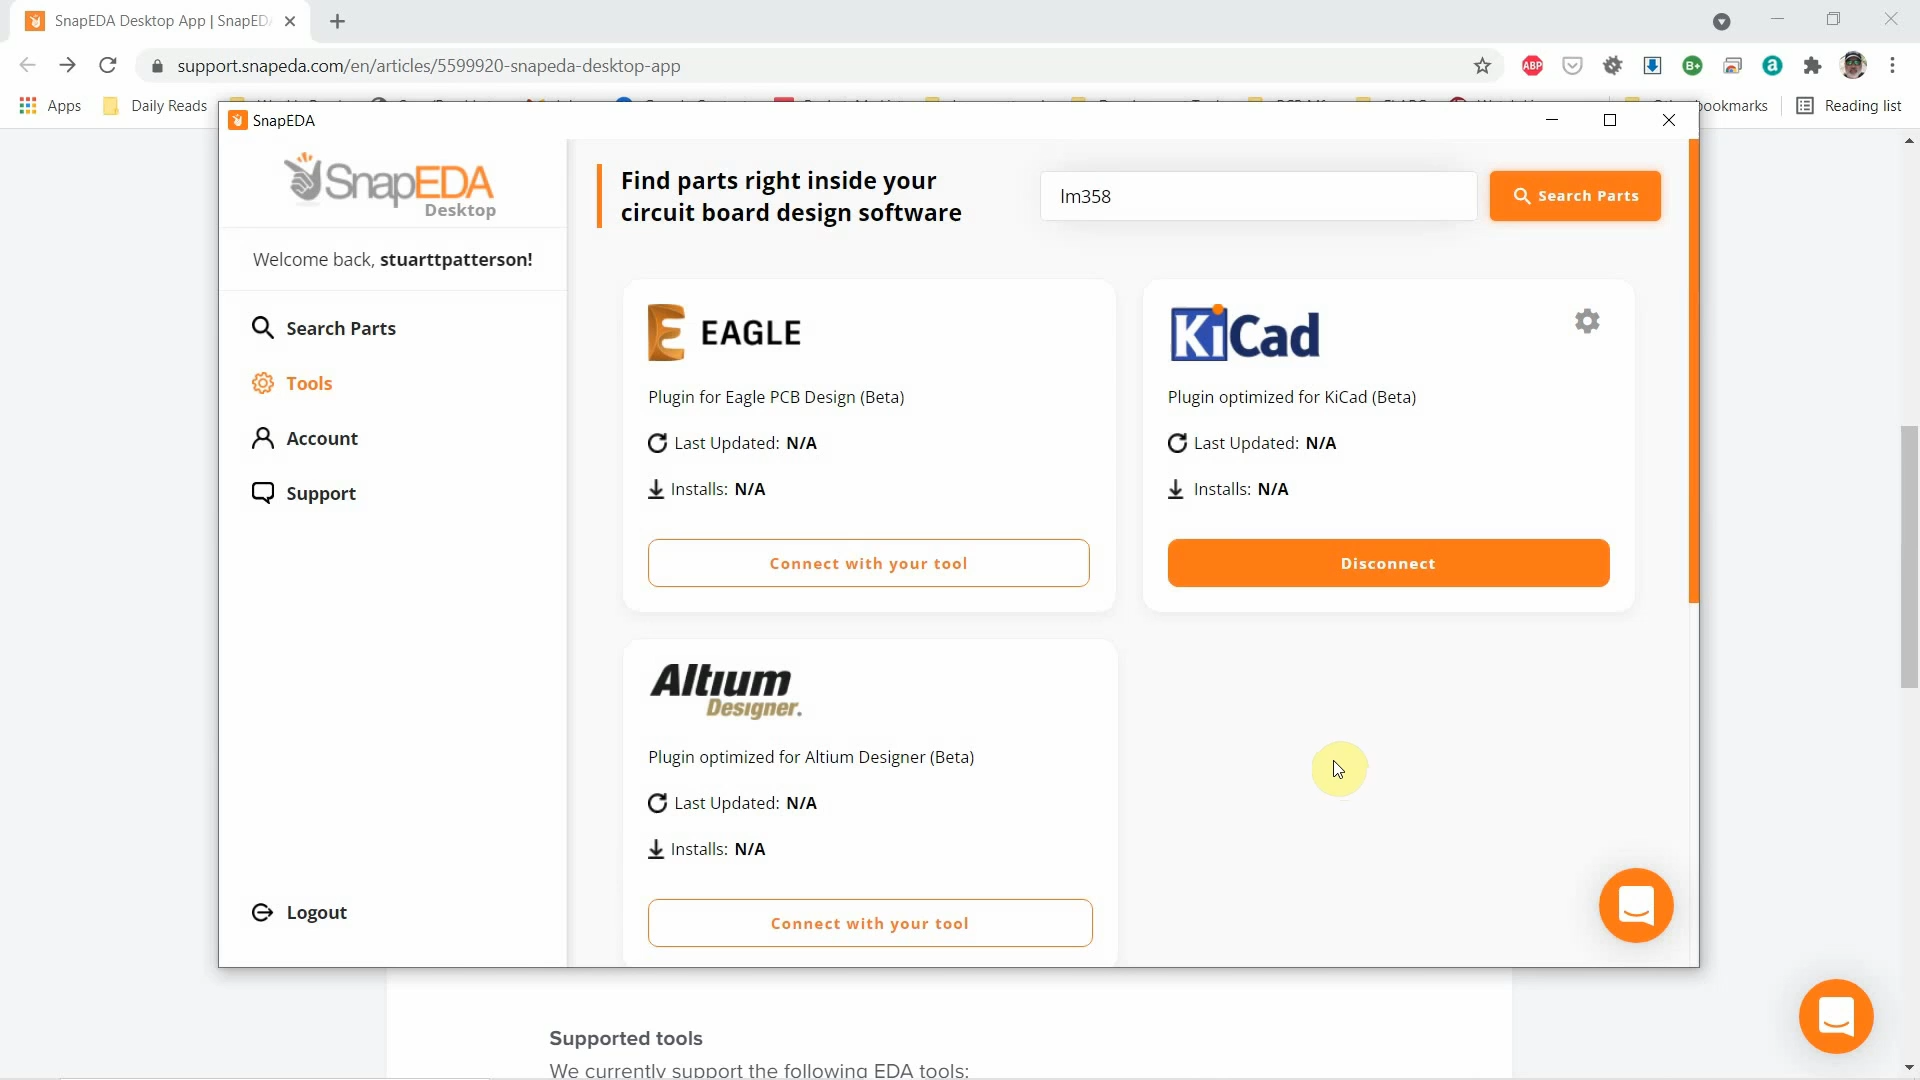 SnapEDA Desktop App | SnapED
support.snapeda.com/en/articles/5599920-snapeda-desktop-app
ABP
B+
a
Apps
Daily Reads
bookmarks
Reading list
SnapEDA
SnapEDA
Desktop
Welcome back, stuarttpatterson!
Search Parts
Tools
Account
Support
Logout
Find parts right inside your
circuit board design software
lm358
Search Parts
EAGLE
Plugin for Eagle PCB Design (Beta)
Last Updated: N/A
Installs: N/A
Connect with your tool
KiCad
Plugin optimized for KiCad (Beta)
Last Updated: N/A
Installs: N/A
Disconnect
Altium
Designer.
Plugin optimized for Altium Designer (Beta)
Last Updated: N/A
Installs: N/A
Connect with your tool
Supported tools
We currently support the following EDA tools: